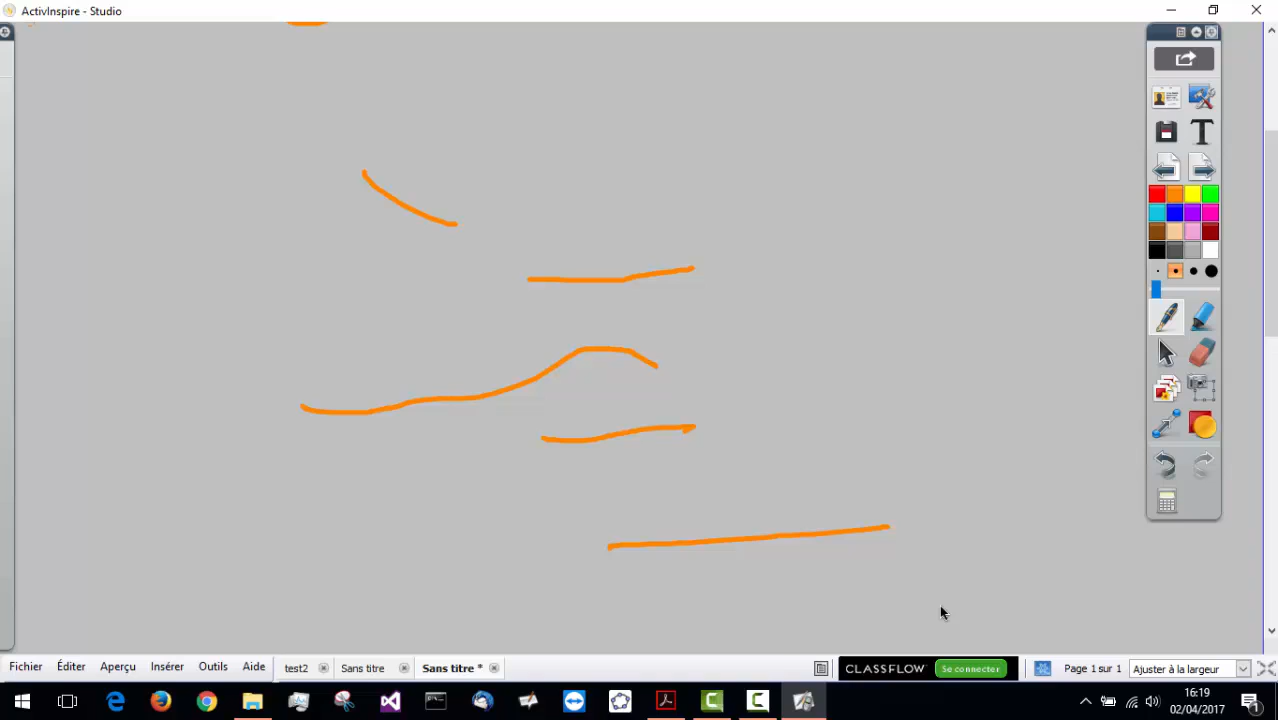 ActivInspire - Studio
T
Fichier Éditer Aperçu Insérer Outils Aide test2 Sans titre Sans titre * CLASSFLOW Se connecter Page 1 sur 1 Ajuster à la largeur
16:19
02/04/2017